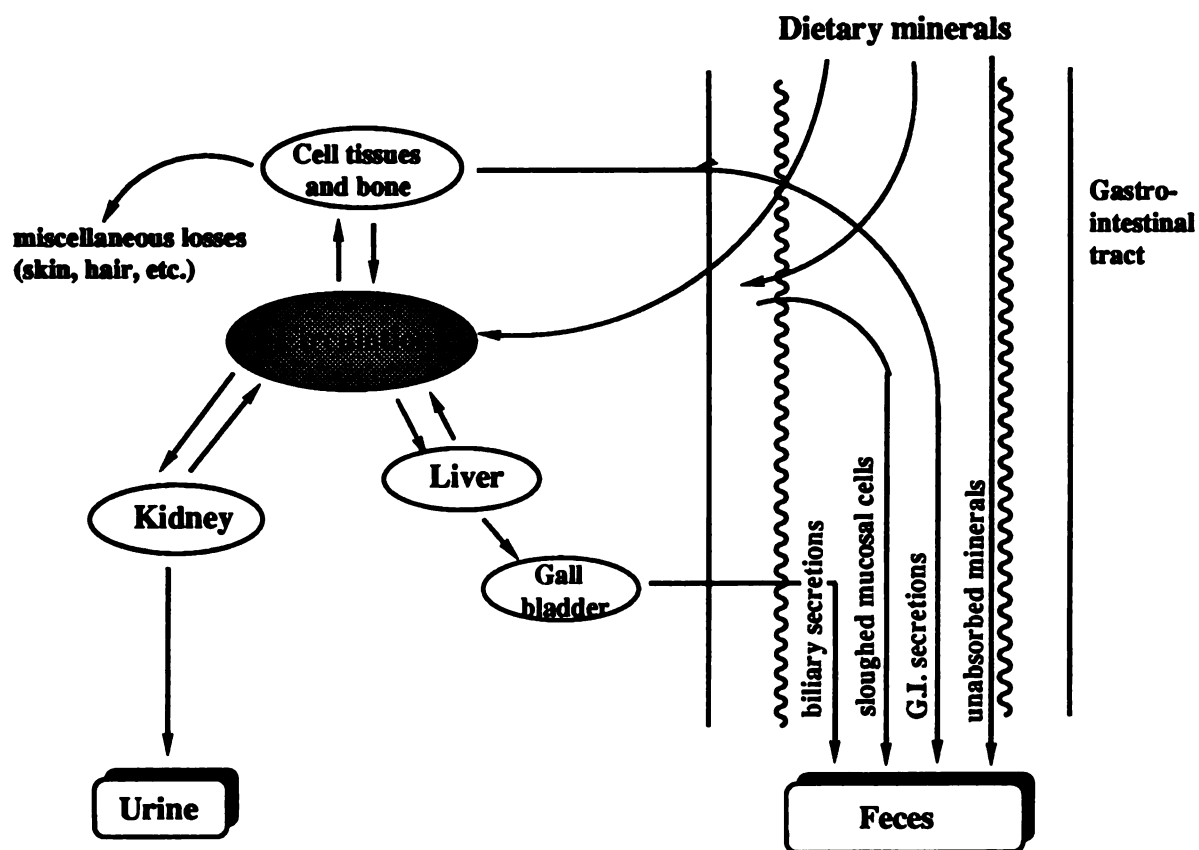 Dietary minerals
Cell tissues
and bone
Gastro-
intestinal
tract
miscellaneous losses
(skin, hair, etc.)
Liver
Kidney
Gall
bladder
biliary secretions
sloughed mucosal cells
G.I. secretions
unabsorbed minerals
Urine
Feces